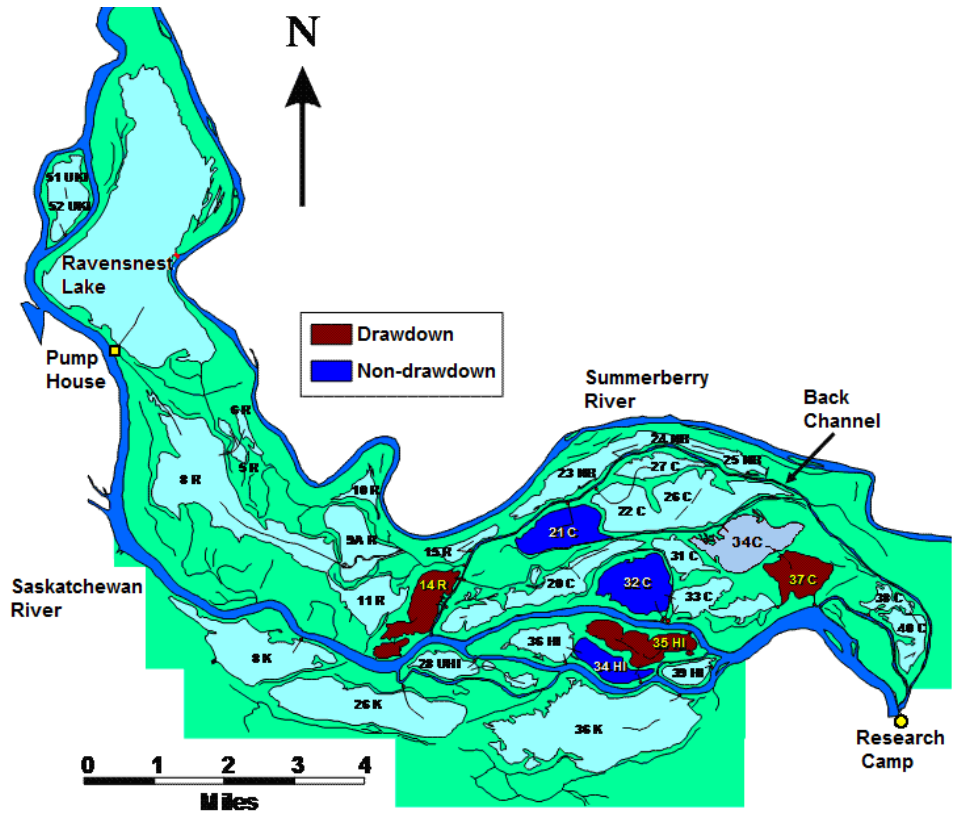 N
51 UKI
52 UKI
Ravensnest
Lake
Pump
House
Drawdown
Non-drawdown
Summerberry
River
Back
Channel
6 R
5 R
8 R
10 R
9A R
15 R
14 R
11 R
23 NB
24 NB
25 NB
27 C
26 C
22 C
21 C
20 C
31 C
32 C
33 C
34C
37 C
38 C
40 C
Saskatchewan
River
8 K
28 UHI
36 HI
34 HI
35 HI
39 HI
26 K
36 K
Research
Camp
0 1 2 3 4
Miles